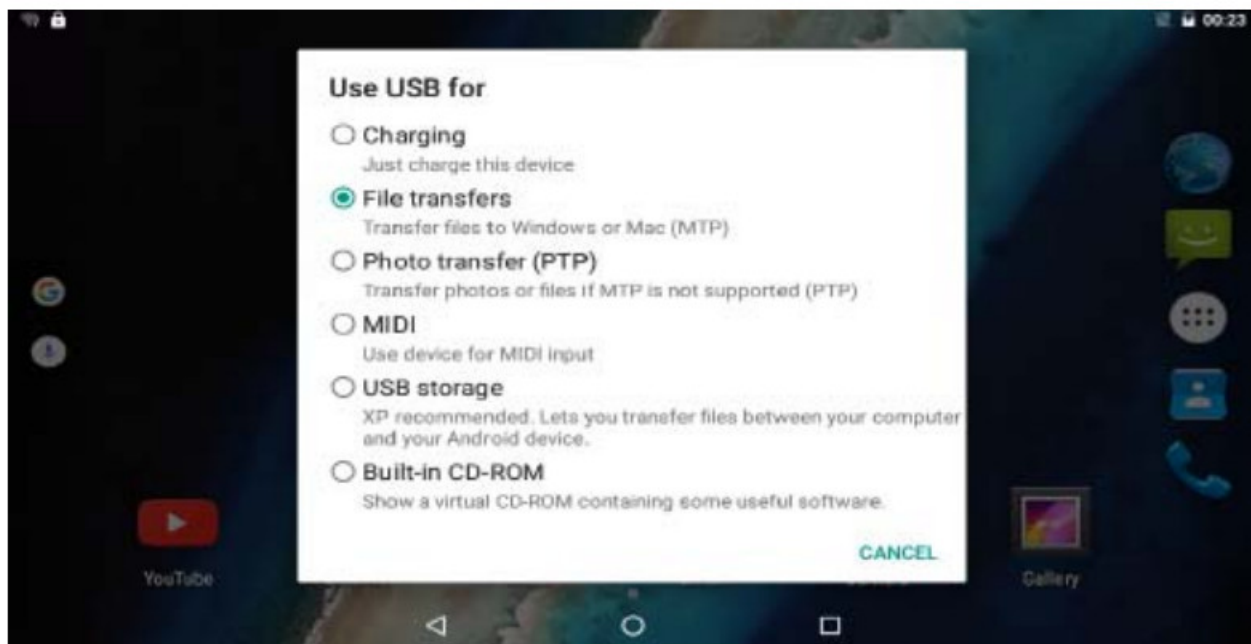 00:23
Use USB for
Charging
Just charge this device
File transfers
Transfer files to Windows or Mac (MTP)
Photo transfer (PTP)
Transfer photos or files if MTP is not supported (PTP)
MIDI
Use device for MIDI input
USB storage
XP recommended. Lets you transfer files between your computer
and your Android device.
Built-in CD-ROM
Show a virtual CD-ROM containing some useful software.
CANCEL
YouTube
Gallery